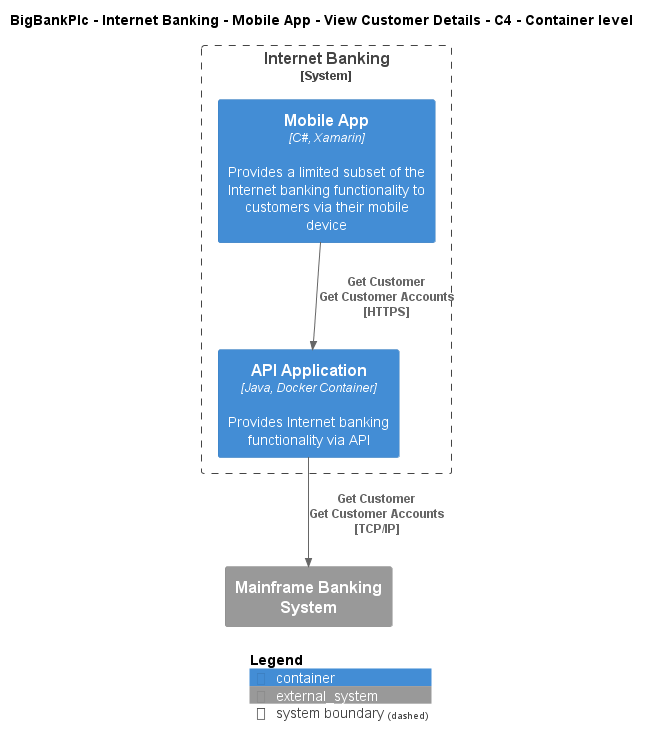 BigBankPlc - Internet Banking - Mobile App - View Customer Details - C4 - Container level
Internet Banking
[System]
Mobile App
[C#, Xamarin]
Provides a limited subset of the
Internet banking functionality to
customers via their mobile
device
Get Customer
Get Customer Accounts
[HTTPS]
API Application
[Java, Docker Container]
Provides Internet banking
functionality via API
Get Customer
Get Customer Accounts
[TCP/IP]
Mainframe Banking
System
Legend
container
external_system
system boundary (dashed)